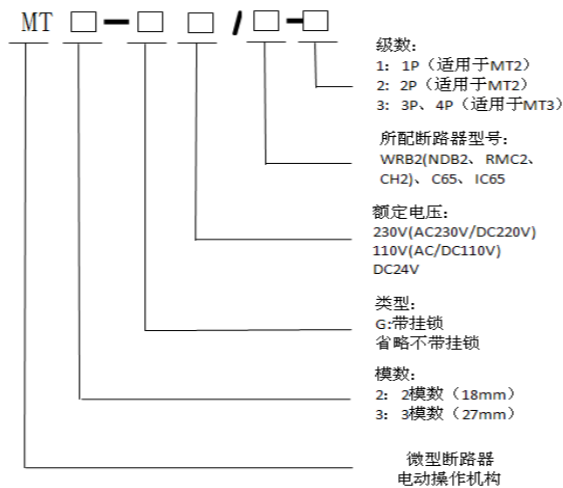 MT □-□ □/□-□
级数:
1: 1P（适用于MT2）
2: 2P（适用于MT2）
3: 3P、4P（适用于MT3）
所配断路器型号:
WRB2(NDB2、RMC2、
CH2)、C65、IC65
额定电压:
230V(AC230V/DC220V)
110V(AC/DC110V)
DC24V
类型:
G:带挂锁
省略不带挂锁
模数:
2: 2模数（18mm）
3: 3模数（27mm）
微型断路器
电动操作机构